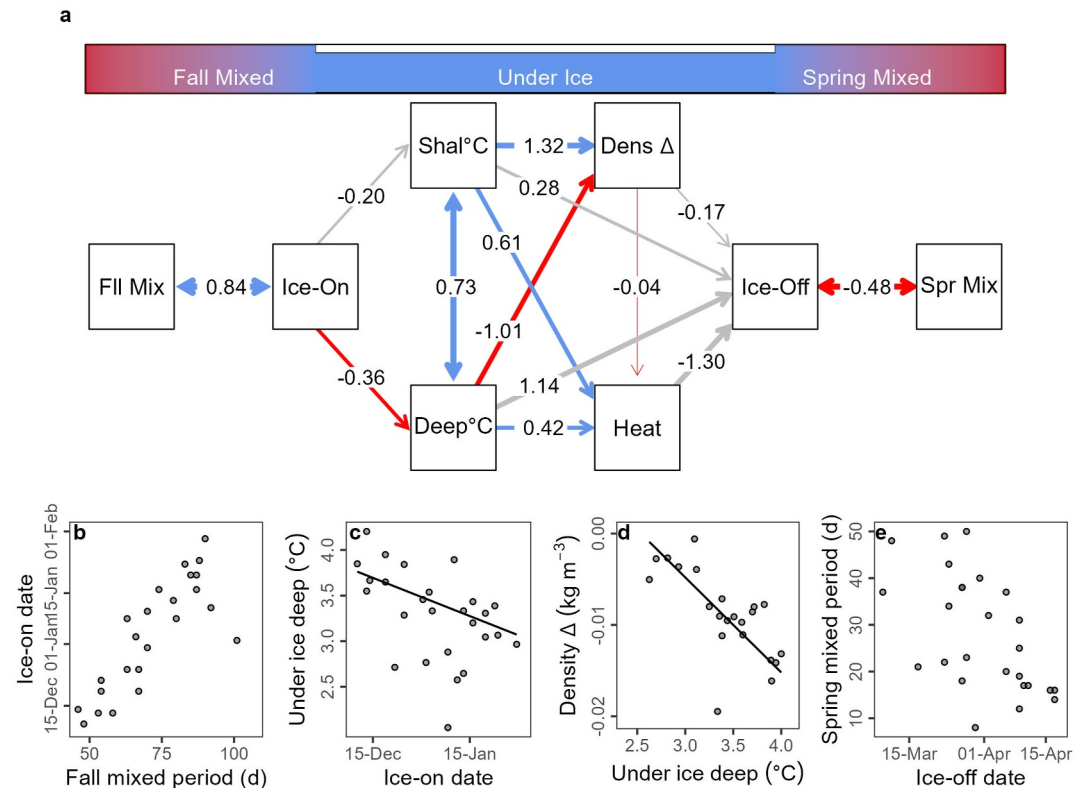 a
Fall Mixed Under Ice Spring Mixed
Shal°C 1.32 Dens Δ
0.28
-0.20 -0.17
0.61
Fll Mix 0.84 Ice-On 0.73 -0.04 Ice-Off -0.48 Spr Mix
-1.01
-1.30
-0.36 1.14
Deep°C 0.42 Heat
b
Ice-on date
15-Dec 01-Jan 15-Jan 01-Feb
50 75 100
Fall mixed period (d)
c
Under ice deep (°C)
4.0
3.5
3.0
2.5
15-Dec 15-Jan
Ice-on date
d
Density Δ (kg m⁻³)
0.00
-0.01
-0.02
2.5 3.0 3.5 4.0
Under ice deep (°C)
e
Spring mixed period (d)
50
40
30
20
10
15-Mar 01-Apr 15-Apr
Ice-off date